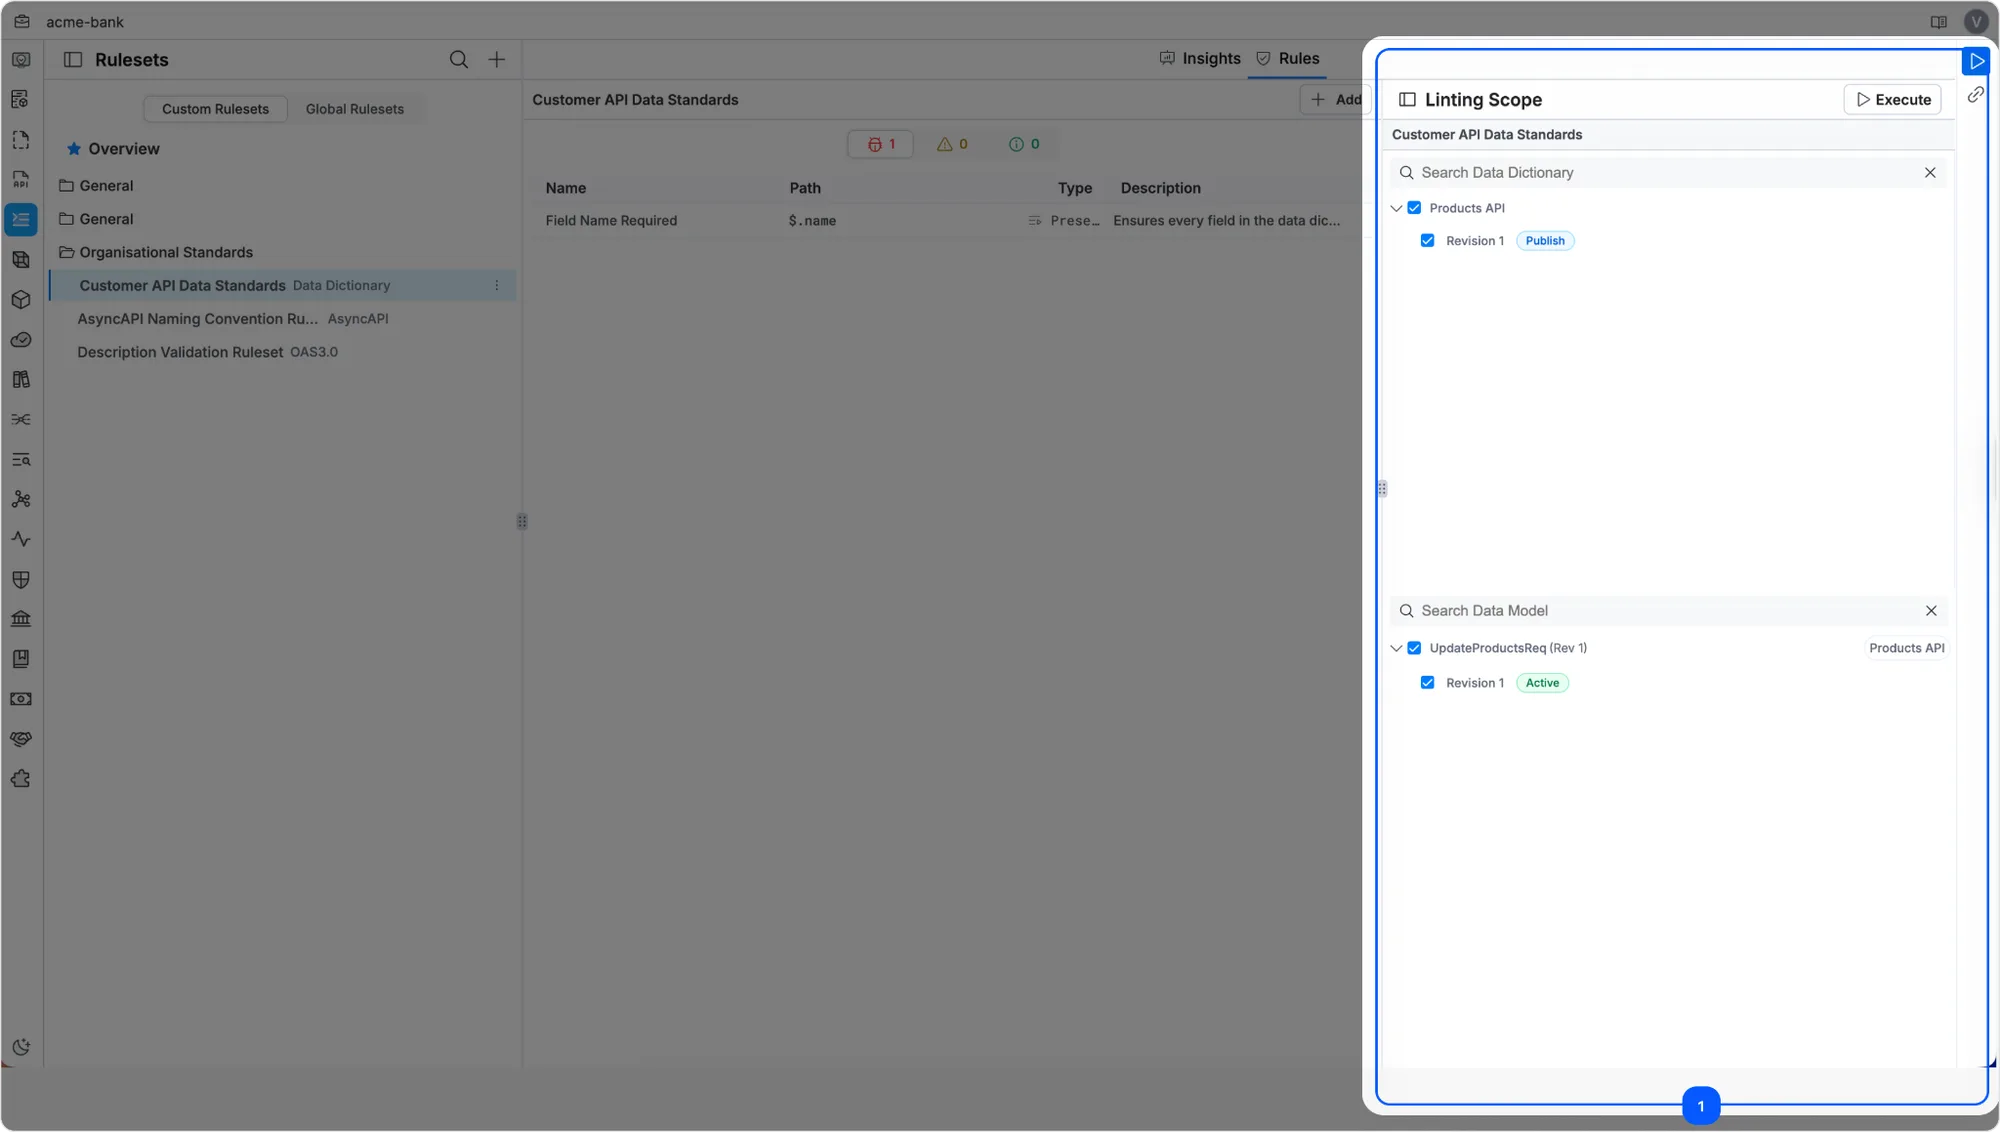 acme-bank
V
Rulesets
Insights
Rules
Custom Rulesets
Global Rulesets
Overview
General
General
Organisational Standards
Customer API Data Standards Data Dictionary
AsyncAPI Naming Convention Ru... AsyncAPI
Description Validation Ruleset OAS3.0
API
Customer API Data Standards
Add
1
0
0
Name Path Type Description
Field Name Required $.name Prese... Ensures every field in the data dic...
Linting Scope
Execute
Customer API Data Standards
Search Data Dictionary
Products API
Revision 1 Publish
Search Data Model
UpdateProductsReq (Rev 1) Products API
Revision 1 Active
1